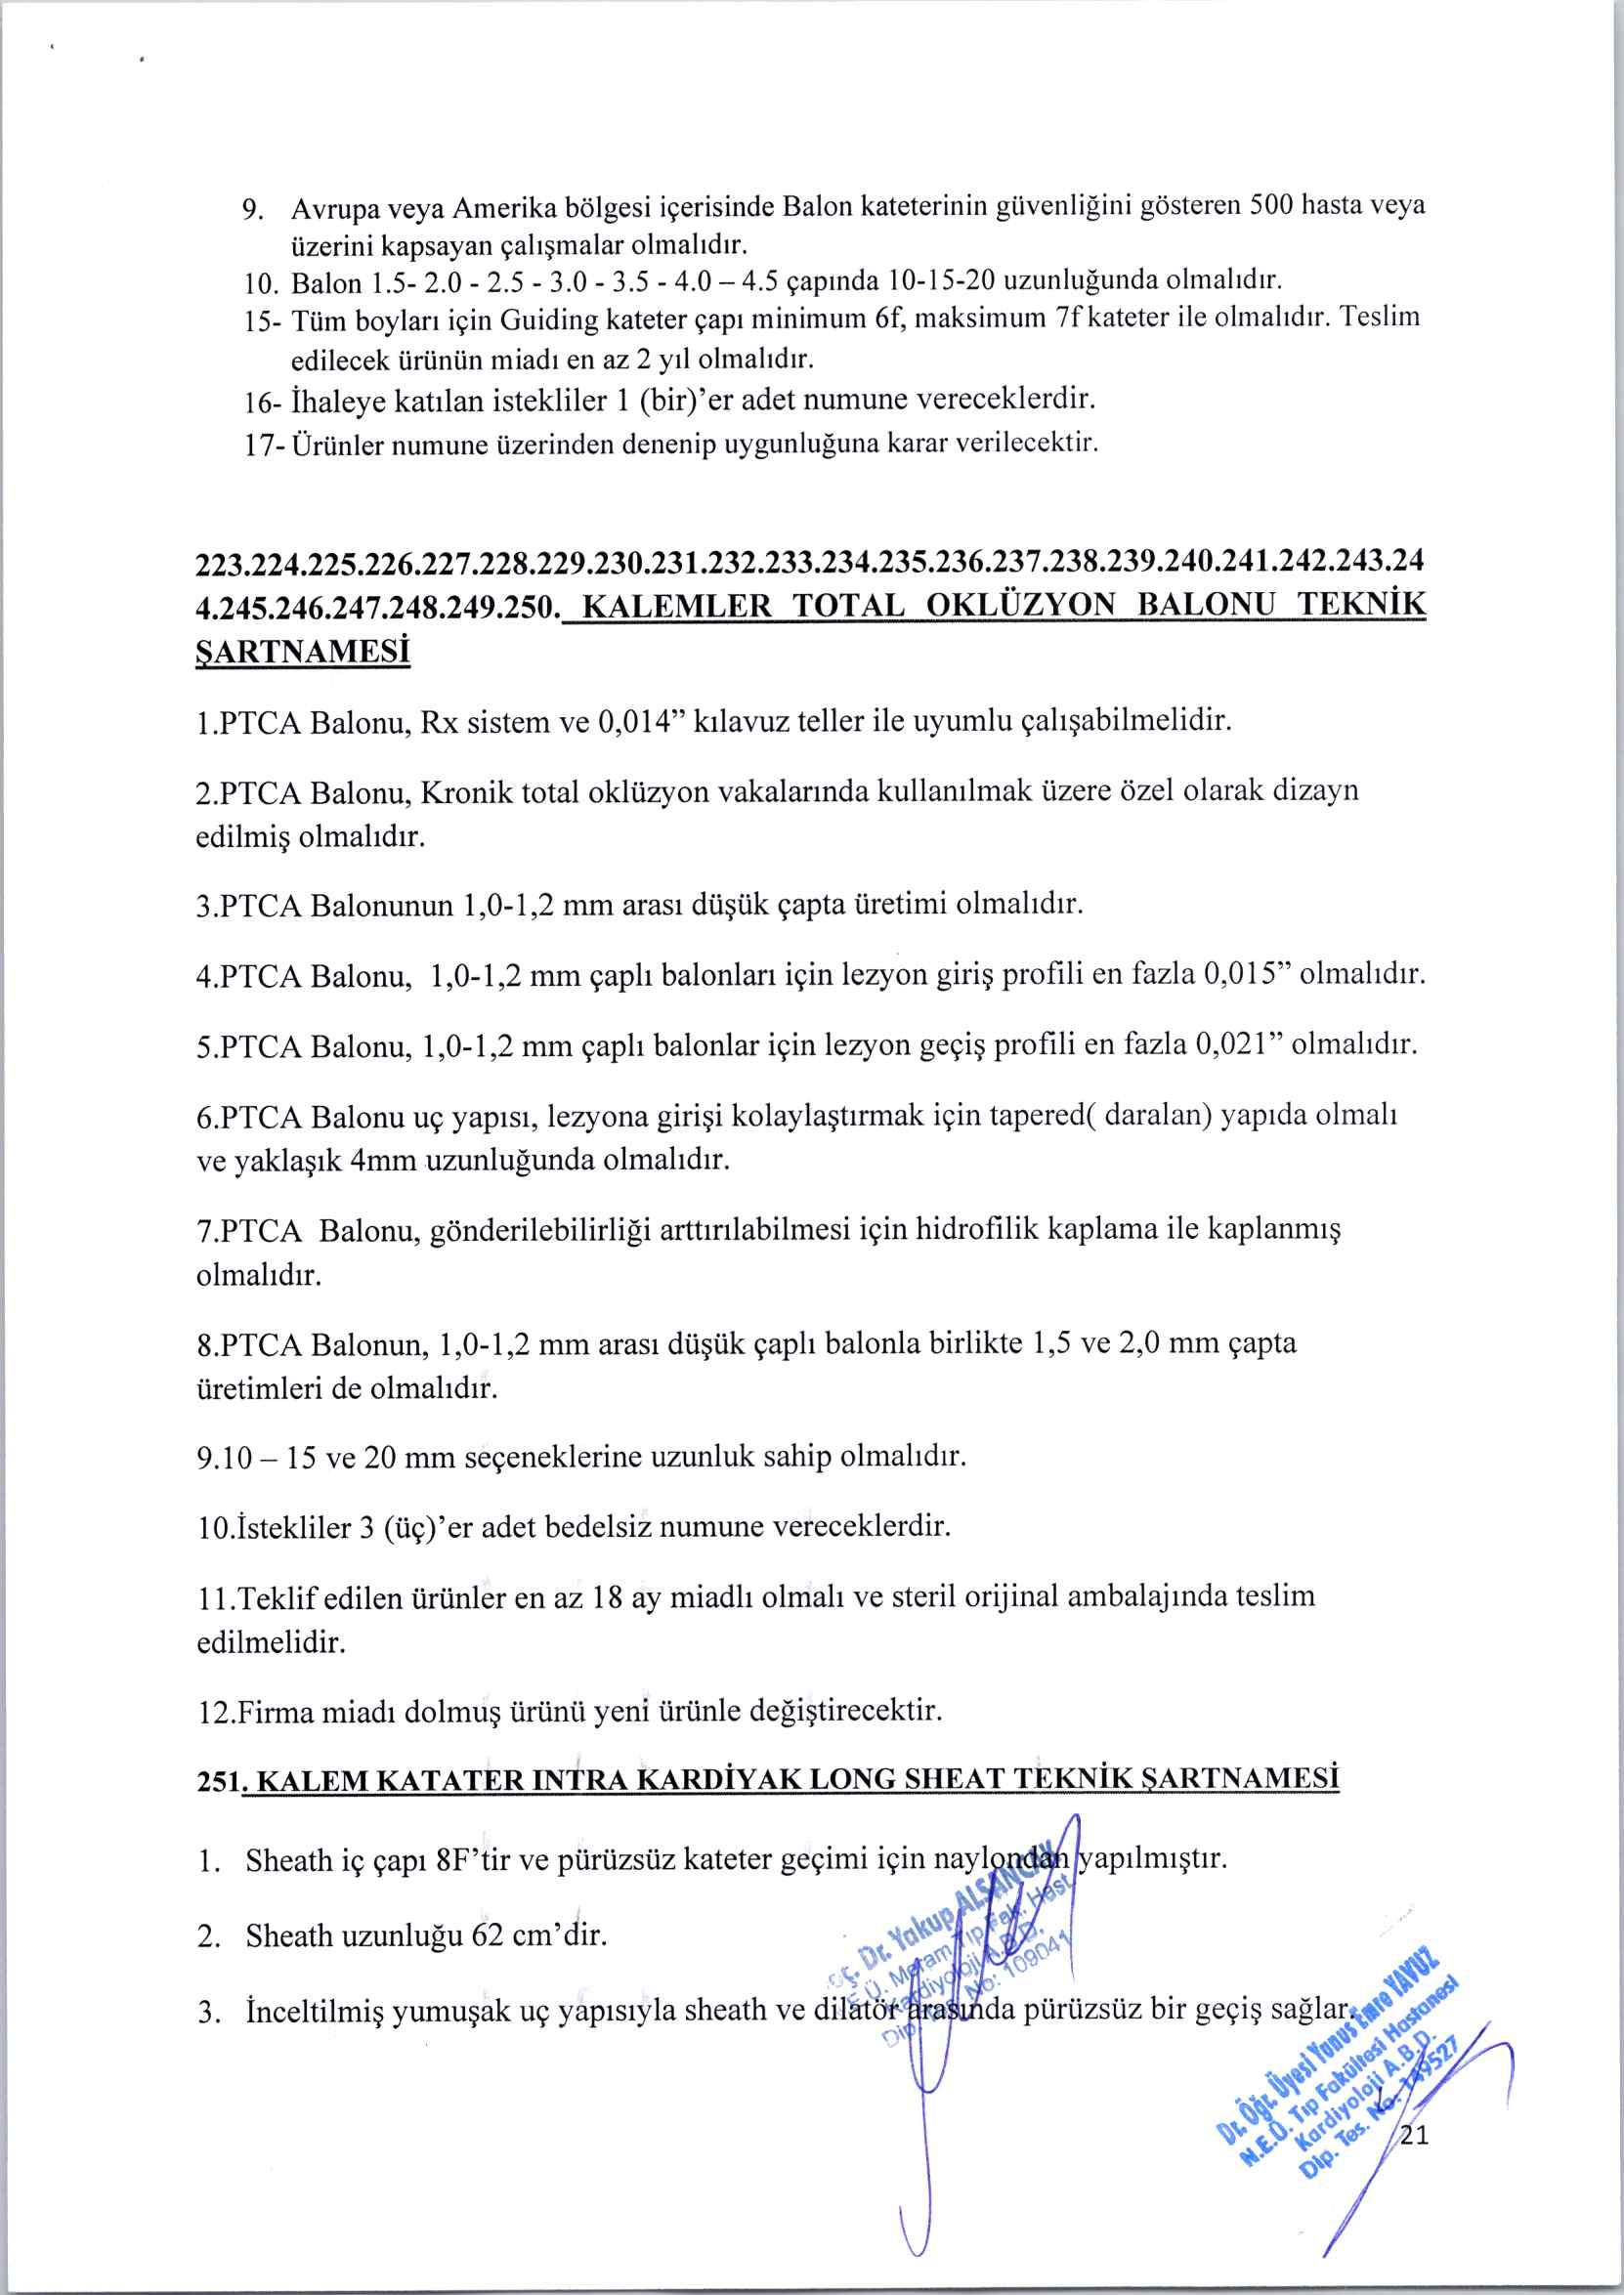 9. Avrupa veya Amerika bölgesi içerisinde Balon kateterinin güvenliğini gösteren 500 hasta veya
üzerini kapsayan çalışmalar olmalıdır.
10. Balon 1.5- 2.0 - 2.5 - 3.0 - 3.5 - 4.0 – 4.5 çapında 10-15-20 uzunluğunda olmalıdır.
15- Tüm boyları için Guiding kateter çapı minimum 6f, maksimum 7f kateter ile olmalıdır. Teslim
edilecek ürünün miadı en az 2 yıl olmalıdır.
16- İhaleye katılan istekliler 1 (bir)’er adet numune vereceklerdir.
17- Ürünler numune üzerinden denenip uygunluğuna karar verilecektir.
223.224.225.226.227.228.229.230.231.232.233.234.235.236.237.238.239.240.241.242.243.24
4.245.246.247.248.249.250. KALEMLER TOTAL OKLÜZYON BALONU TEKNİK
ŞARTNAMESİ
1.PTCA Balonu, Rx sistem ve 0,014” kılavuz teller ile uyumlu çalışabilmelidir.
2.PTCA Balonu, Kronik total oklüzyon vakalarında kullanılmak üzere özel olarak dizayn
edilmiş olmalıdır.
3.PTCA Balonunun 1,0-1,2 mm arası düşük çapta üretimi olmalıdır.
4.PTCA Balonu, 1,0-1,2 mm çaplı balonları için lezyon giriş profili en fazla 0,015” olmalıdır.
5.PTCA Balonu, 1,0-1,2 mm çaplı balonlar için lezyon geçiş profili en fazla 0,021” olmalıdır.
6.PTCA Balonu uç yapısı, lezyona girişi kolaylaştırmak için tapered( daralan) yapıda olmalı
ve yaklaşık 4mm uzunluğunda olmalıdır.
7.PTCA Balonu, gönderilebilirliği arttırılabilmesi için hidrofilik kaplama ile kaplanmış
olmalıdır.
8.PTCA Balonun, 1,0-1,2 mm arası düşük çaplı balonla birlikte 1,5 ve 2,0 mm çapta
üretimleri de olmalıdır.
9.10 – 15 ve 20 mm seçeneklerine uzunluk sahip olmalıdır.
10.İstekliler 3 (üç)’er adet bedelsiz numune vereceklerdir.
11.Teklif edilen ürünler en az 18 ay miadlı olmalı ve steril orijinal ambalajında teslim
edilmelidir.
12.Firma miadı dolmuş ürünü yeni ürünle değiştirecektir.
251. KALEM KATATER INTRA KARDİYAK LONG SHEAT TEKNİK ŞARTNAMESİ
1. Sheath iç çapı 8F’tir ve pürüzsüz kateter geçimi için naylondan yapılmıştır.
2. Sheath uzunluğu 62 cm’dir.
3. İnceltilmiş yumuşak uç yapısıyla sheath ve dilatör arasında pürüzsüz bir geçiş sağlar.
Dr. Yakup ALSANCAK
Meram Tıp Fak. Hast.
Kardiyoloji A.B.D.
Dip. Tes. No: 109041
Dr. Öğr. Üyesi Yunus Emre YAVUZ
N.E.Ü. Tıp Fakültesi Hastanesi
Kardiyoloji A.B.D.
Dip. Tes. No: 149527
21